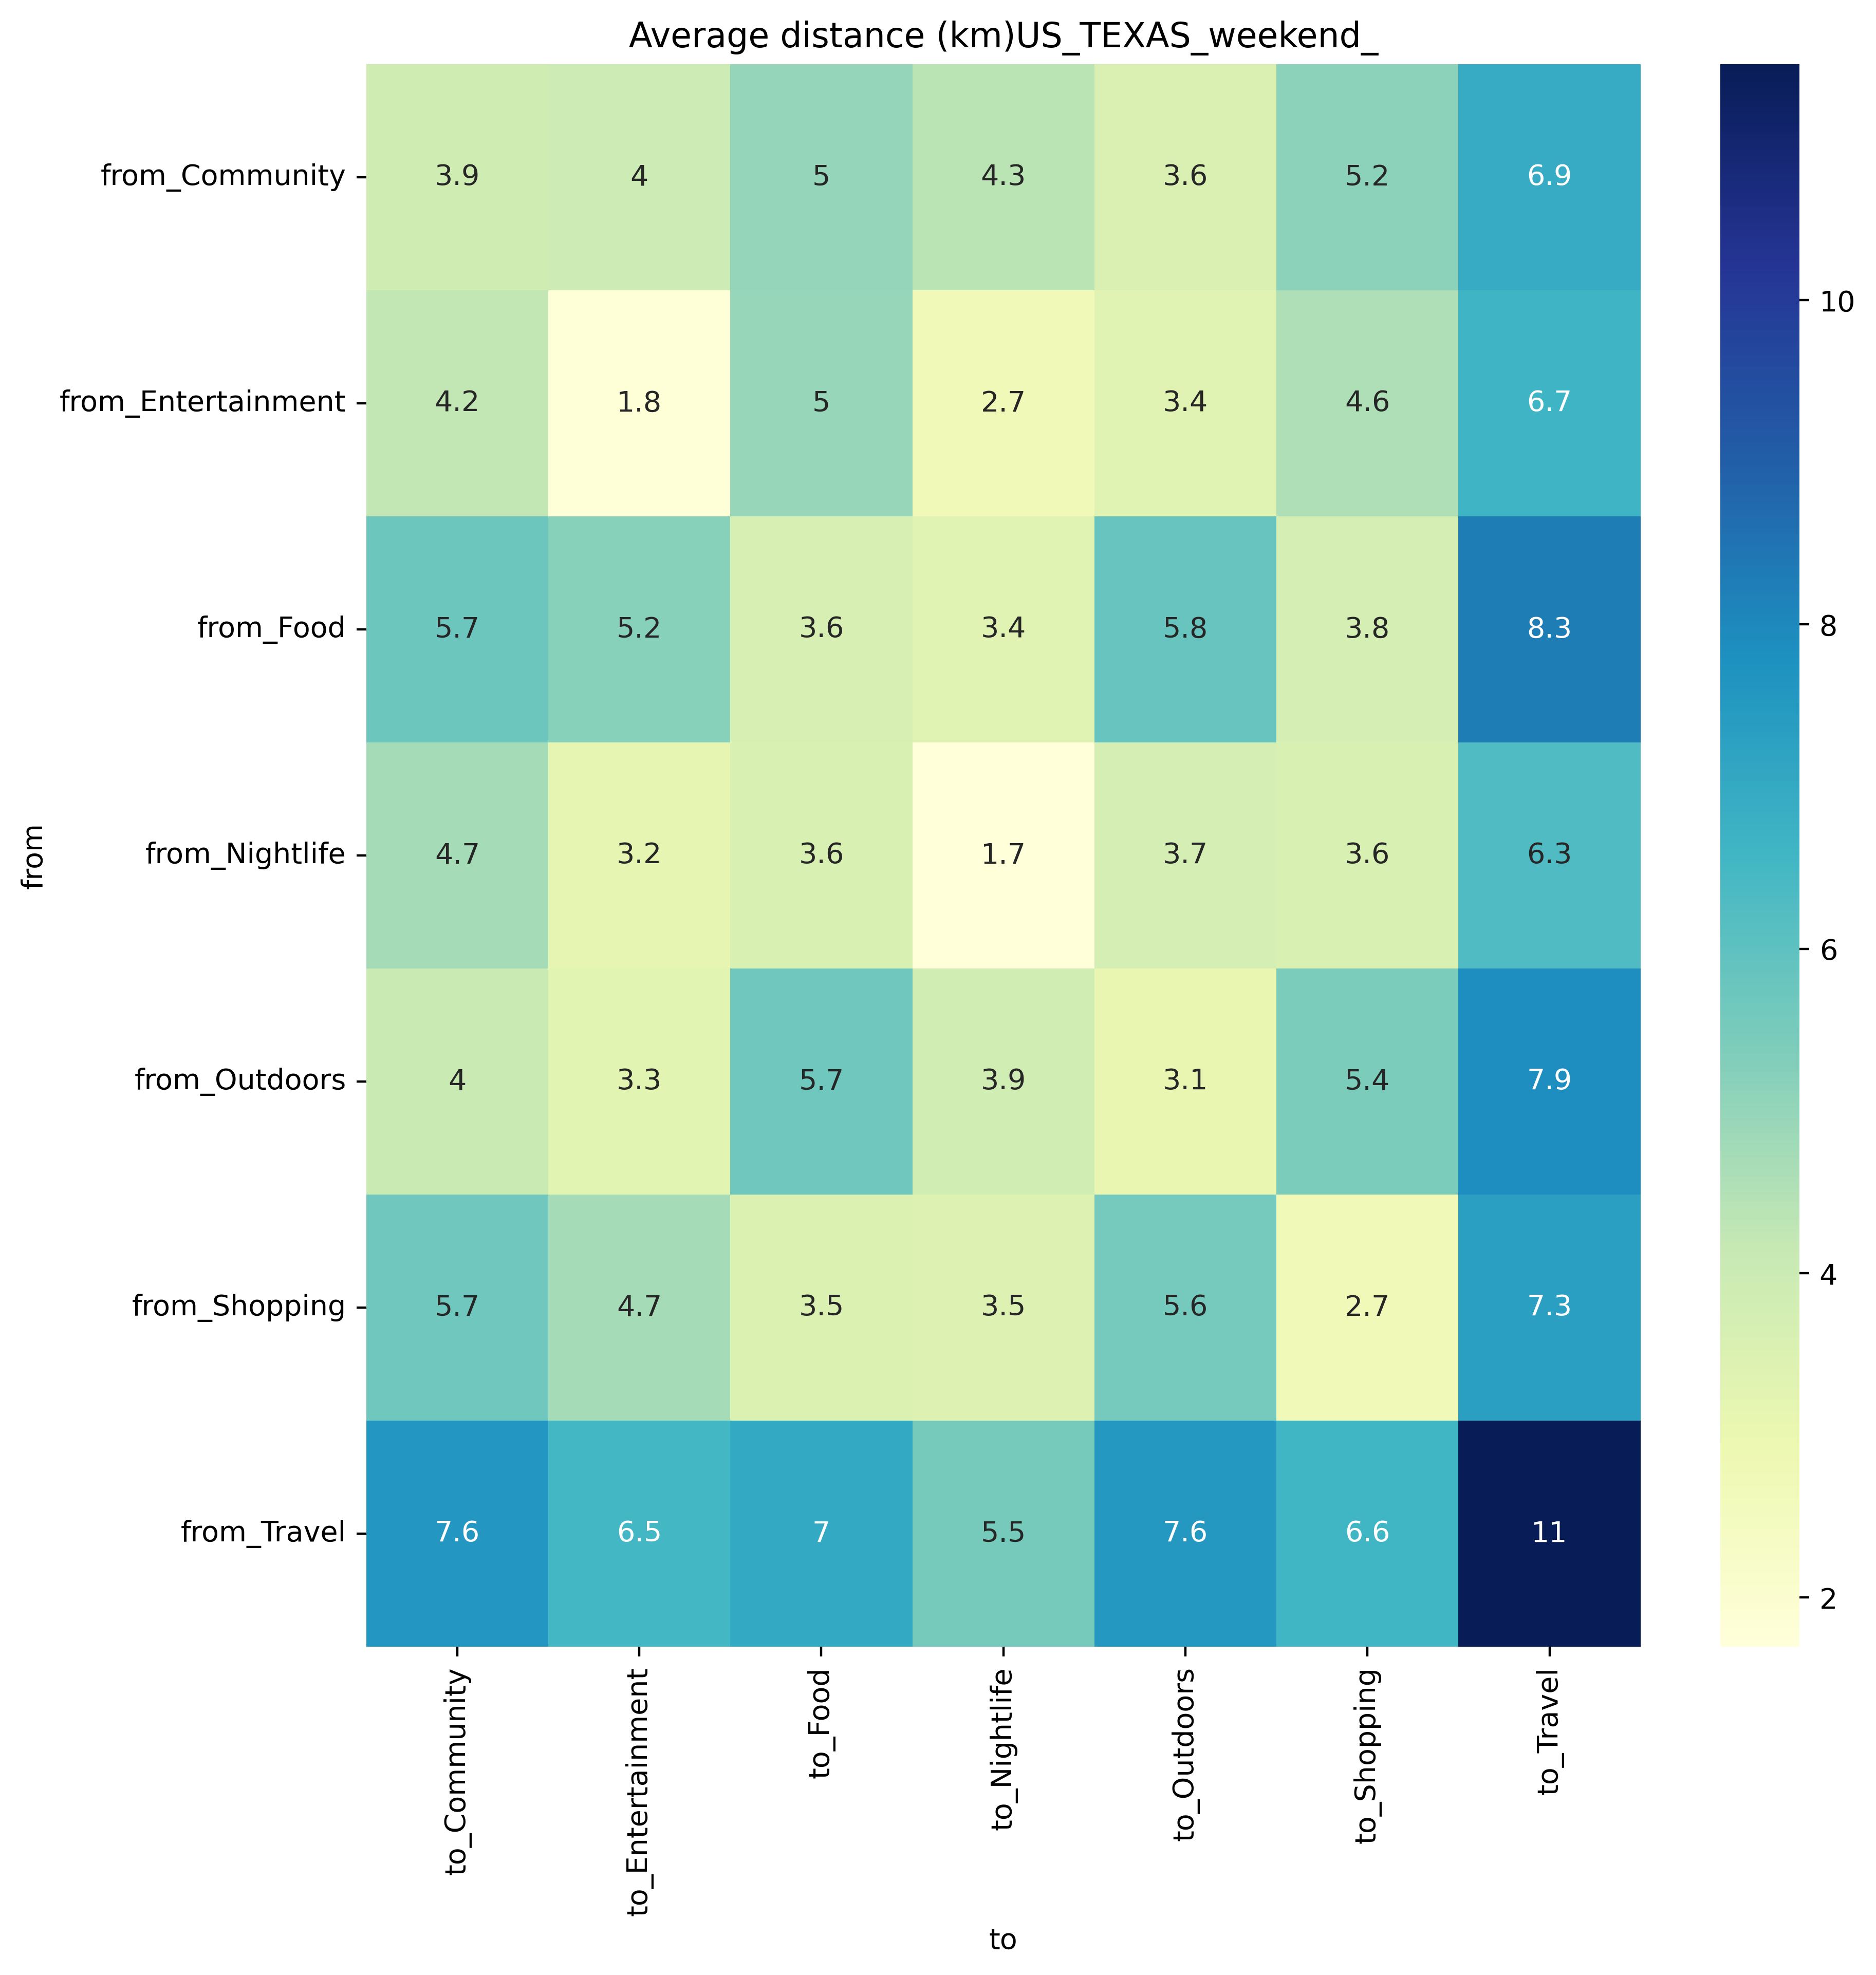 Average distance (km)US_TEXAS_weekend_
from_Community 3.9 4 5 4.3 3.6 5.2 6.9
10
from_Entertainment 4.2 1.8 5 2.7 3.4 4.6 6.7
from_Food 5.7 5.2 3.6 3.4 5.8 3.8 8.3
8
from
from_Nightlife 4.7 3.2 3.6 1.7 3.7 3.6 6.3
6
from_Outdoors 4 3.3 5.7 3.9 3.1 5.4 7.9
4
from_Shopping 5.7 4.7 3.5 3.5 5.6 2.7 7.3
from_Travel 7.6 6.5 7 5.5 7.6 6.6 11
2
to_Community
to_Entertainment
to_Food
to_Nightlife
to_Outdoors
to_Shopping
to_Travel
to